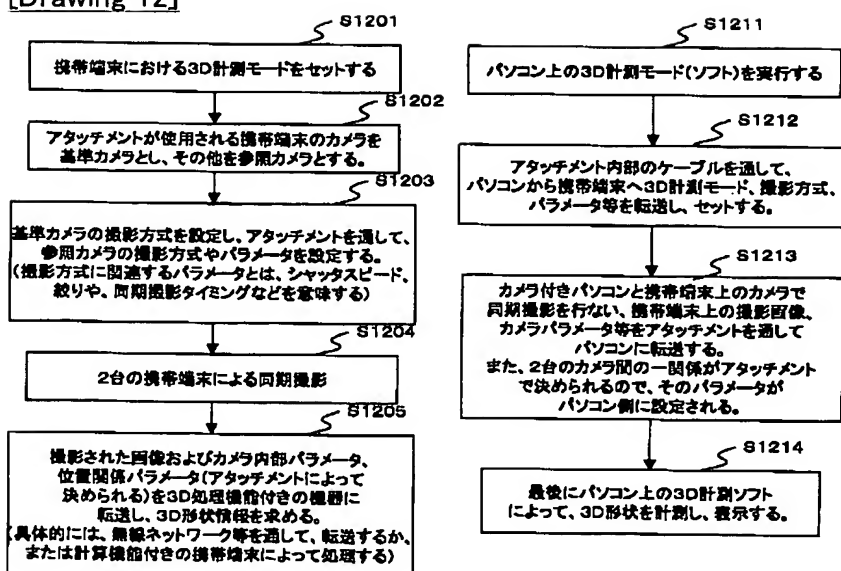 [Drawing 12]
S1201
携帯端末における3D計測モードをセットする
S1202
アタッチメントが使用される携帯端末のカメラを
基準カメラとし、その他を参照カメラとする。
S1203
基準カメラの撮影方式を設定し、アタッチメントを通して、
参照カメラの撮影方式やパラメータを設定する。
(撮影方式に関連するパラメータとは、シャッタスピード、
絞りや、同期撮影タイミングなどを意味する)
S1204
2台の携帯端末による同期撮影
S1205
撮影された画像およびカメラ内部パラメータ、
位置関係パラメータ(アタッチメントによって
決められる)を3D処理機能付きの機器に
転送し、3D形状情報を求める。
(具体的には、無線ネットワーク等を通して、転送するか、
または計算機能付きの携帯端末によって処理する)
S1211
パソコン上の3D計測モード(ソフト)を実行する
S1212
アタッチメント内部のケーブルを通して、
パソコンから携帯端末へ3D計測モード、撮影方式、
パラメータ等を転送し、セットする。
S1213
カメラ付きパソコンと携帯端末上のカメラで
同期撮影を行ない、携帯端末上の撮影画像、
カメラパラメータ等をアタッチメントを通して
パソコンに転送する。
また、2台のカメラ間の一関係がアタッチメント
で決められるので、そのパラメータが
パソコン側に設定される。
S1214
最後にパソコン上の3D計測ソフト
によって、3D形状を計測し、表示する。